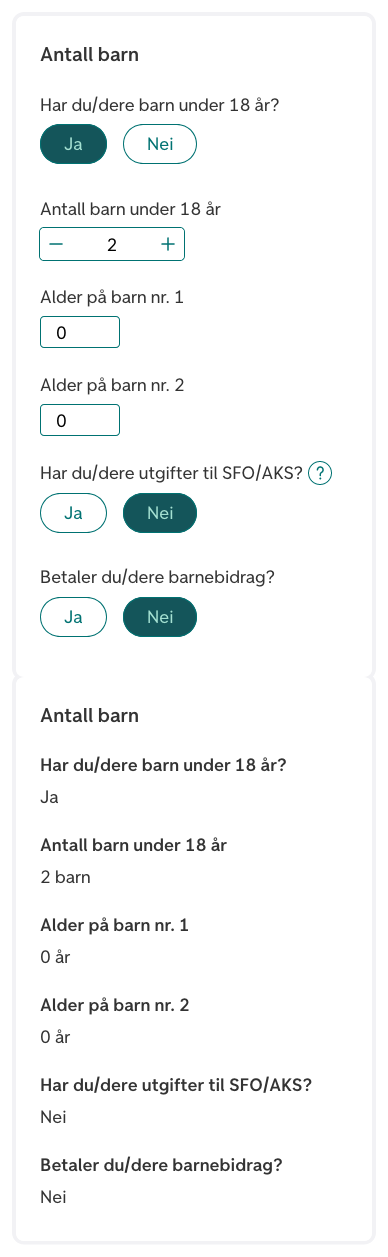 Antall barn
Har du/dere barn under 18 år?
Ja Nei
Antall barn under 18 år
− 2 +
Alder på barn nr. 1
0
Alder på barn nr. 2
0
Har du/dere utgifter til SFO/AKS? ?
Ja Nei
Betaler du/dere barnebidrag?
Ja Nei
Antall barn
Har du/dere barn under 18 år?
Ja
Antall barn under 18 år
2 barn
Alder på barn nr. 1
0 år
Alder på barn nr. 2
0 år
Har du/dere utgifter til SFO/AKS?
Nei
Betaler du/dere barnebidrag?
Nei